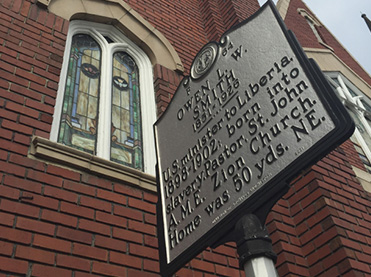 OWEN L. W.
SMITH
1851-1926
U.S. minister to Liberia,
1898-1902, born into
slavery. Pastor, St. John
A.M.E. Zion Church.
Home was 50 yds. NE.